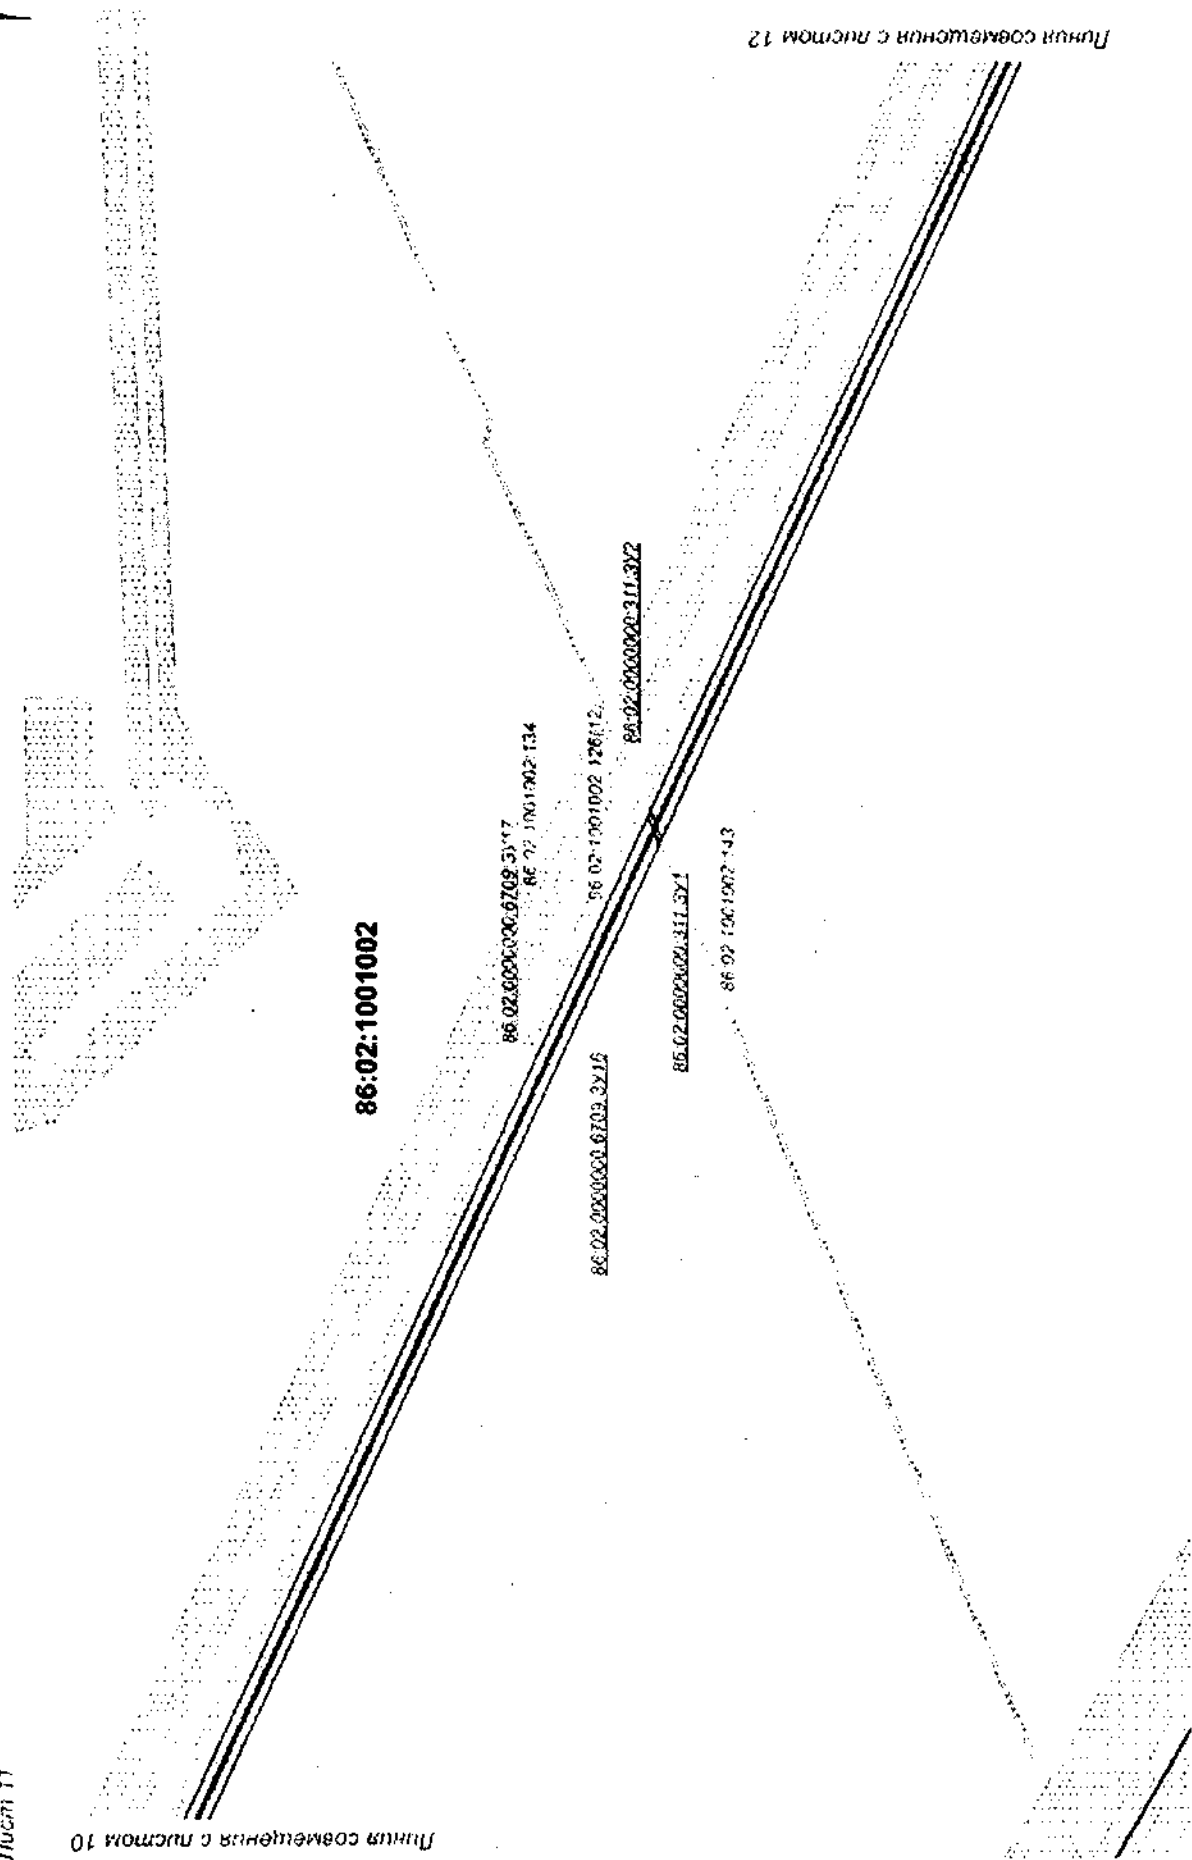 Лист 11
Линия совмещения с листом 12
86:02:1001002
86:02:0000000:6709:ЗУ17
86:02:1001002:134
86:02:1001002:126(12)
86:02:0000000:311:ЗУ2
86:02:0000000:6709:ЗУ16
86:02:0000000:311:ЗУ1
86:02:1001002:143
Линия совмещения с листом 10